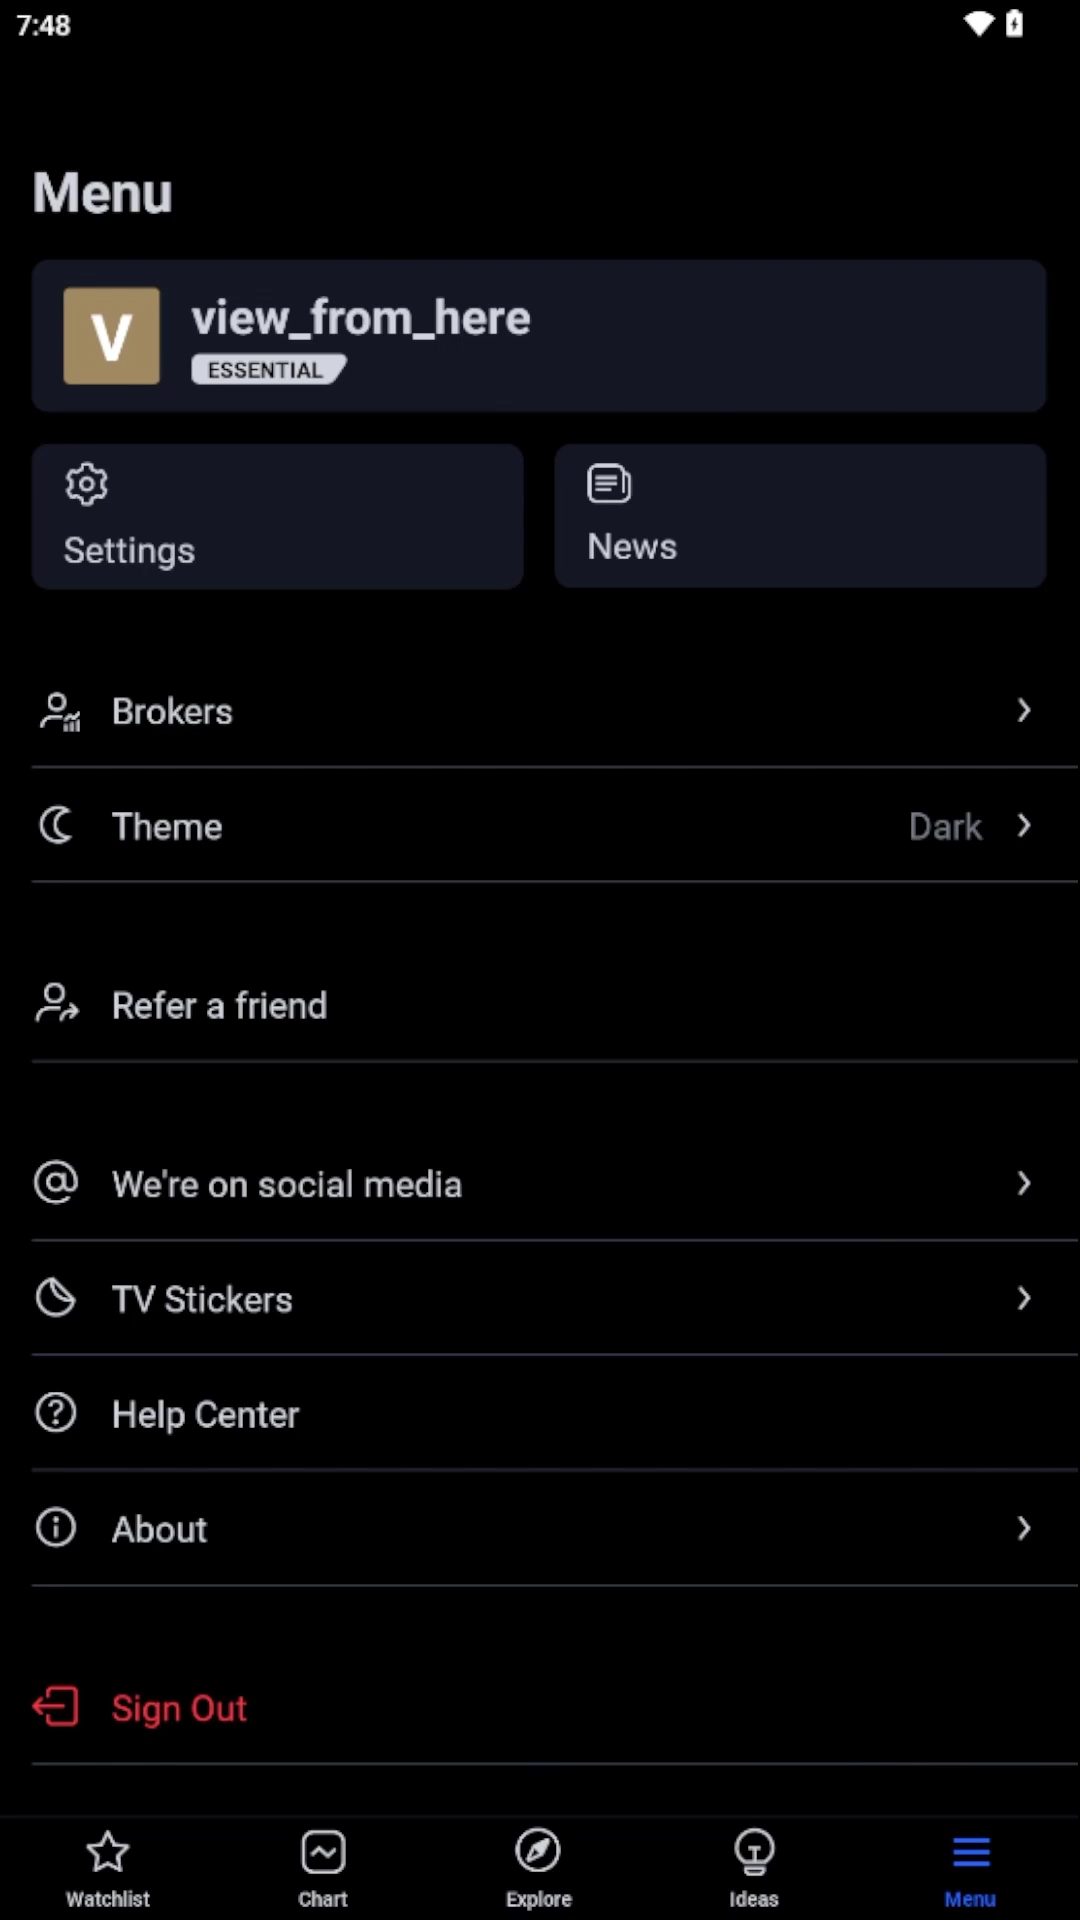 7:48
Menu
V
view_from_here
ESSENTIAL
Settings
News
Brokers
Theme
Dark
Refer a friend
We're on social media
TV Stickers
Help Center
About
Sign Out
Watchlist
Chart
Explore
Ideas
Menu